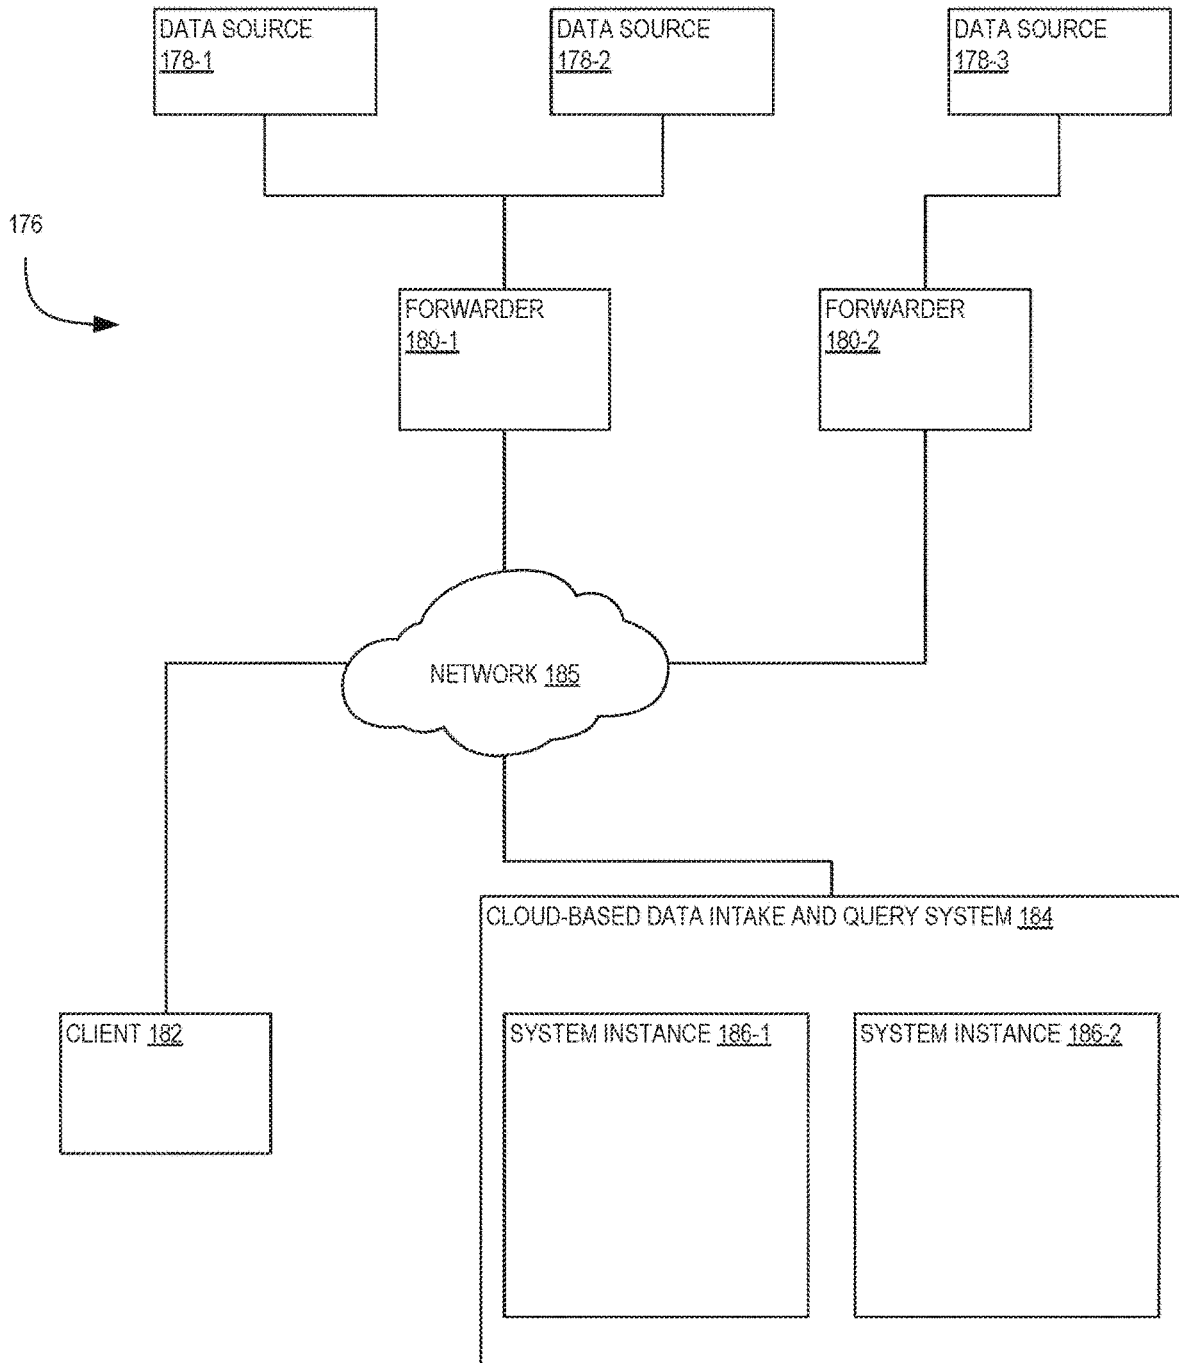 DATA SOURCE
178-1
DATA SOURCE
178-2
DATA SOURCE
178-3
176
FORWARDER
180-1
FORWARDER
180-2
NETWORK 185
CLOUD-BASED DATA INTAKE AND QUERY SYSTEM 184
CLIENT 182
SYSTEM INSTANCE 186-1
SYSTEM INSTANCE 186-2